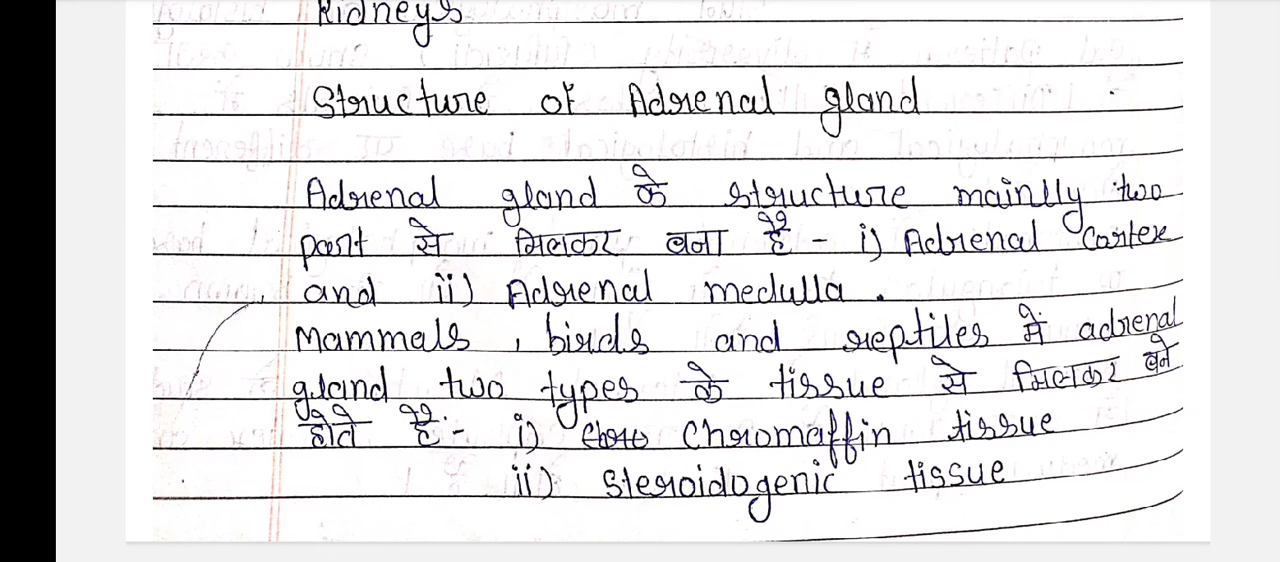 Kidneys
Structure of Adrenal gland
Adrenal gland के structure mainlly two
part से मिलकर बना है - i) Adrenal Cortex
and ii) Adrenal medulla.
Mammals, birds and reptiles में adrenal
gland two types के tissue से मिलकर बने
होते हैं:- i) Chromaffin tissue
ii) Steroidogenic tissue